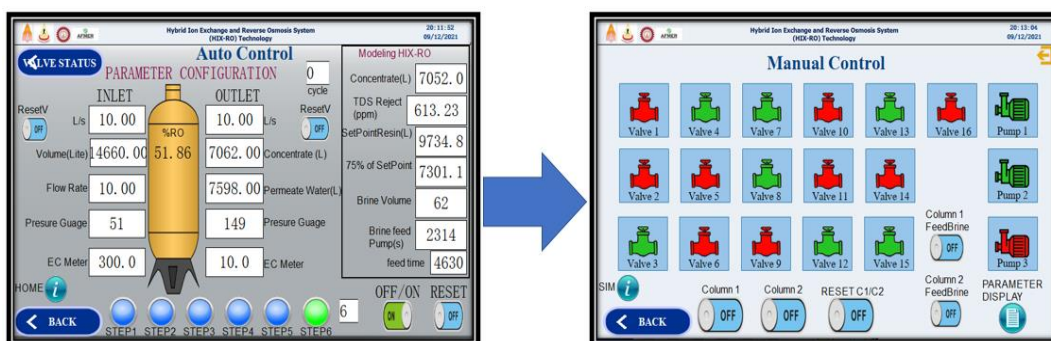 AFMER
Hybrid Ion Exchange and Reverse Osmosis System
(HIX-RO) Technology
20:11:52
09/12/2021
VALVE STATUS
Auto Control
PARAMETER CONFIGURATION
0
cycle
INLET
OUTLET
ResetV
OFF
L/s
10.00
%RO
51.86
10.00
L/s
ResetV
OFF
Volume(Lite)
14660.00
7062.00
Concentrate (L)
Flow Rate
10.00
7598.00
Permeate Water(L)
Presure Guage
51
149
Presure Guage
EC Meter
300.0
10.0
EC Meter
Modeling HIX-RO
Concentrate(L)
7052.0
TDS Reject
(ppm)
613.23
SetPointResin(L)
9734.8
75% of SetPoint
7301.1
Brine Volume
62
Brine feed
Pump(s)
2314
feed time
4630
HOME
BACK
STEP1
STEP2
STEP3
STEP4
STEP5
STEP6
6
OFF/ON
ON
RESET
OFF
AFMER
Hybrid Ion Exchange and Reverse Osmosis System
(HIX-RO) Technology
20:13:04
09/12/2021
Manual Control
Valve 1
Valve 4
Valve 7
Valve 10
Valve 13
Valve 16
Pump 1
Valve 2
Valve 5
Valve 8
Valve 11
Valve 14
Pump 2
Valve 3
Valve 6
Valve 9
Valve 12
Valve 15
Column 1
FeedBrine
OFF
Pump 3
SIM
BACK
Column 1
OFF
Column 2
OFF
RESET C1/C2
OFF
Column 2
FeedBrine
OFF
PARAMETER
DISPLAY